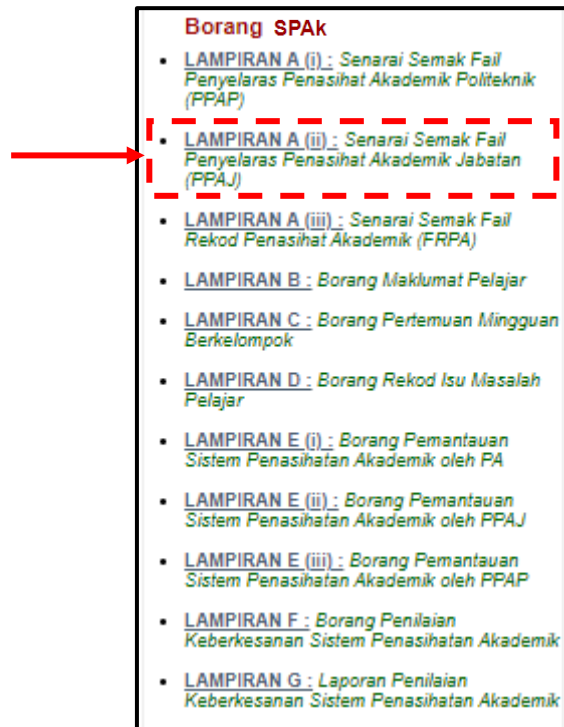 Borang SPAk
LAMPIRAN A (i) : Senarai Semak Fail
Penyelaras Penasihat Akademik Politeknik
(PPAP)
LAMPIRAN A (ii) : Senarai Semak Fail
Penyelaras Penasihat Akademik Jabatan
(PPAJ)
LAMPIRAN A (iii) : Senarai Semak Fail
Rekod Penasihat Akademik (FRPA)
LAMPIRAN B : Borang Maklumat Pelajar
LAMPIRAN C : Borang Pertemuan Mingguan
Berkelompok
LAMPIRAN D : Borang Rekod Isu Masalah
Pelajar
LAMPIRAN E (i) : Borang Pemantauan
Sistem Penasihatan Akademik oleh PA
LAMPIRAN E (ii) : Borang Pemantauan
Sistem Penasihatan Akademik oleh PPAJ
LAMPIRAN E (iii) : Borang Pemantauan
Sistem Penasihatan Akademik oleh PPAP
LAMPIRAN F : Borang Penilaian
Keberkesanan Sistem Penasihatan Akademik
LAMPIRAN G : Laporan Penilaian
Keberkesanan Sistem Penasihatan Akademik